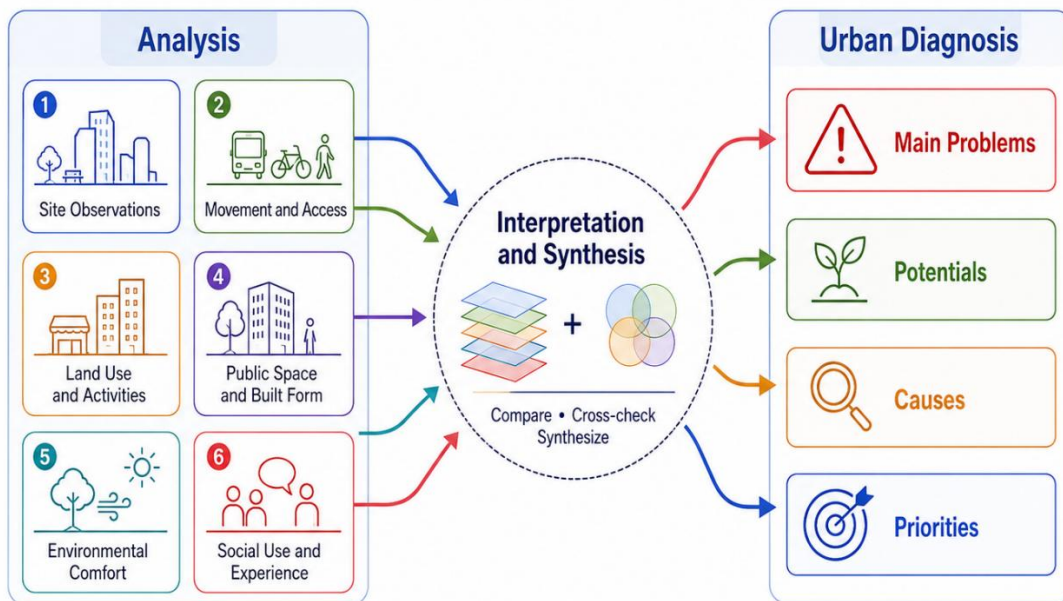 Analysis
1
Site Observations
2
Movement and Access
3
Land Use
and Activities
4
Public Space
and Built Form
5
Environmental
Comfort
6
Social Use and
Experience
Interpretation
and Synthesis
+
Compare • Cross-check
Synthesize
Urban Diagnosis
Main Problems
Potentials
Causes
Priorities